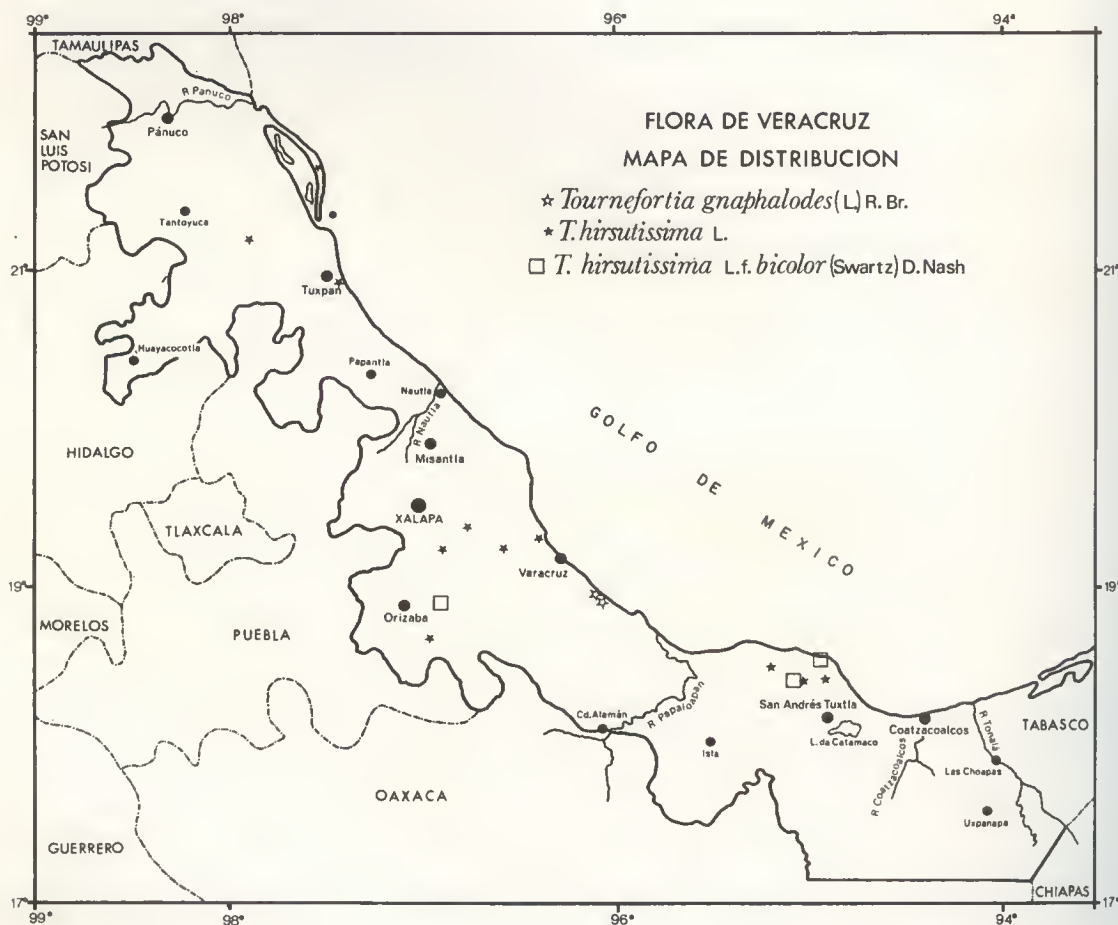 99°
98°
96°
94°
TAMAULIPAS
R Panuco
Pánuco
SAN
LUIS
POTOSI
FLORA DE VERACRUZ
MAPA DE DISTRIBUCION
Tournefortia gnaphalodes (L.) R. Br.
T. hirsutissima L.
T. hirsutissima L.f. bicolor (Swartz) D. Nash
Tantoyuca
21°
21°
Tuxpan
Huayacocotla
Papantla
Nautla
R Nautla
Misantla
GOLFO DE MEXICO
HIDALGO
XALAPA
TLAXCALA
Veracruz
19°
19°
Orizaba
MORELOS
PUEBLA
San Andrés Tuxtla
Cd. Alemán
R Papaloapan
L. de Catamaco
Coatzacoalcos
R Tonalá
TABASCO
Isla
R Coatzacoalcos
Las Choapas
OAXACA
Uxpanapa
GUERRERO
CHIAPAS
17°
17°
99°
98°
96°
94°